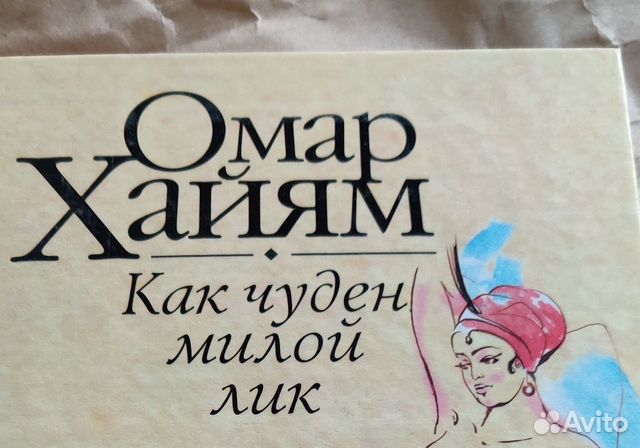 Омар
Хайям
Как чуден
милой
лик
Avito